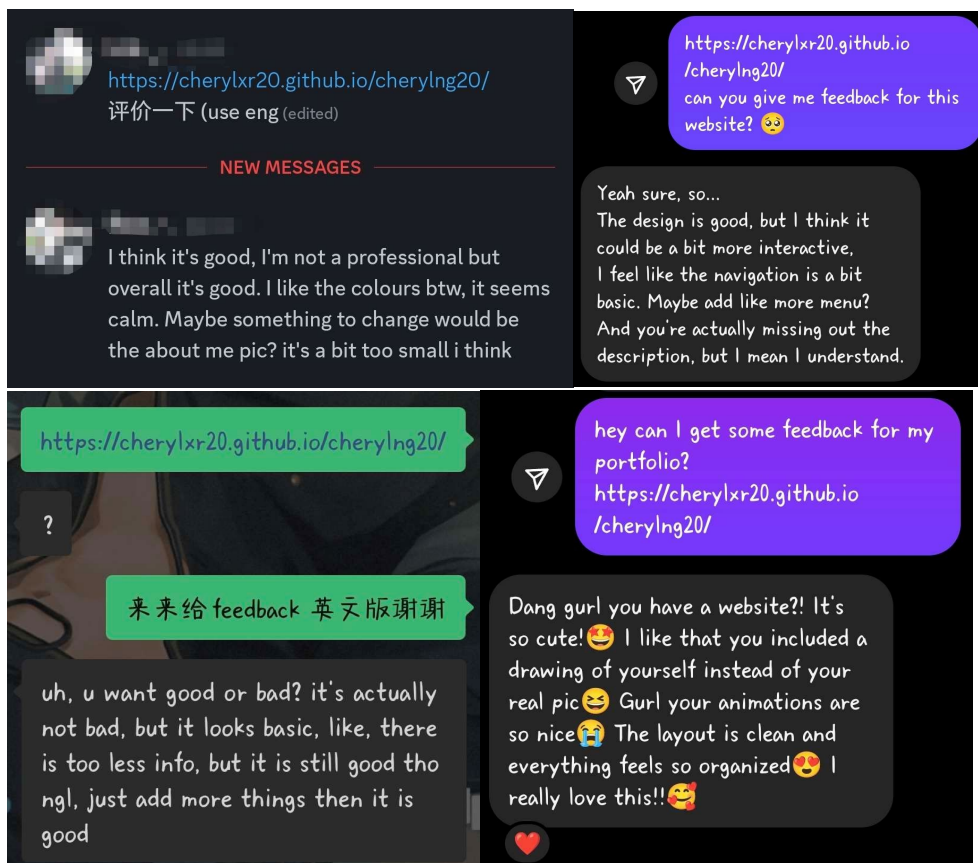 https://cherylxr20.github.io/cherylng20/
评价一下 (use eng (edited)
NEW MESSAGES
I think it's good, I'm not a professional but
overall it's good. I like the colours btw, it seems
calm. Maybe something to change would be
the about me pic? it's a bit too small i think
https://cherylxr20.github.io
/cherylng20/
can you give me feedback for this
website? 🥺
Yeah sure, so...
The design is good, but I think it
could be a bit more interactive,
I feel like the navigation is a bit
basic. Maybe add like more menu?
And you're actually missing out the
description, but I mean I understand.
https://cherylxr20.github.io/cherylng20/
?
来来给 feedback 英文版谢谢
uh, u want good or bad? it's actually
not bad, but it looks basic, like, there
is too less info, but it is still good tho
ngl, just add more things then it is
good
hey can I get some feedback for my
portfolio?
https://cherylxr20.github.io
/cherylng20/
Dang gurl you have a website?! It's
so cute!🤩 I like that you included a
drawing of yourself instead of your
real pic😆 Gurl your animations are
so nice😭 The layout is clean and
everything feels so organized😍 I
really love this!!🥰